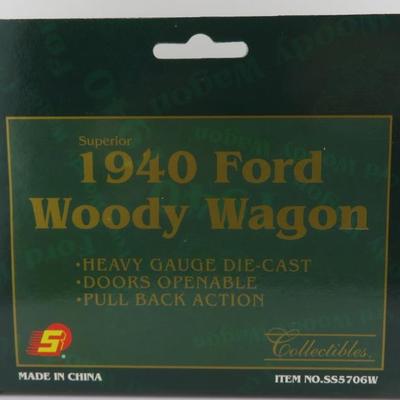 Superior
1940 Ford
Woody Wagon
•HEAVY GAUGE DIE-CAST
•DOORS OPENABLE
•PULL BACK ACTION
S
Collectibles.
MADE IN CHINA
ITEM NO.SS5706W